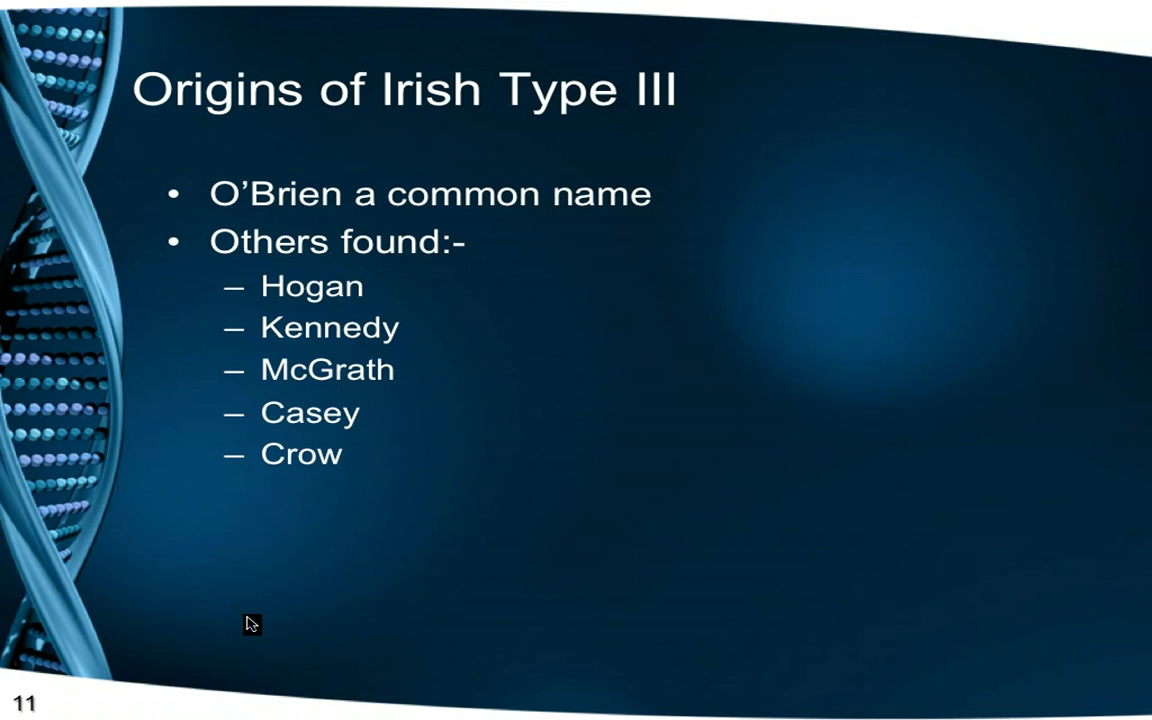 Origins of Irish Type III
• O’Brien a common name
• Others found:-
– Hogan
– Kennedy
– McGrath
– Casey
– Crow
11